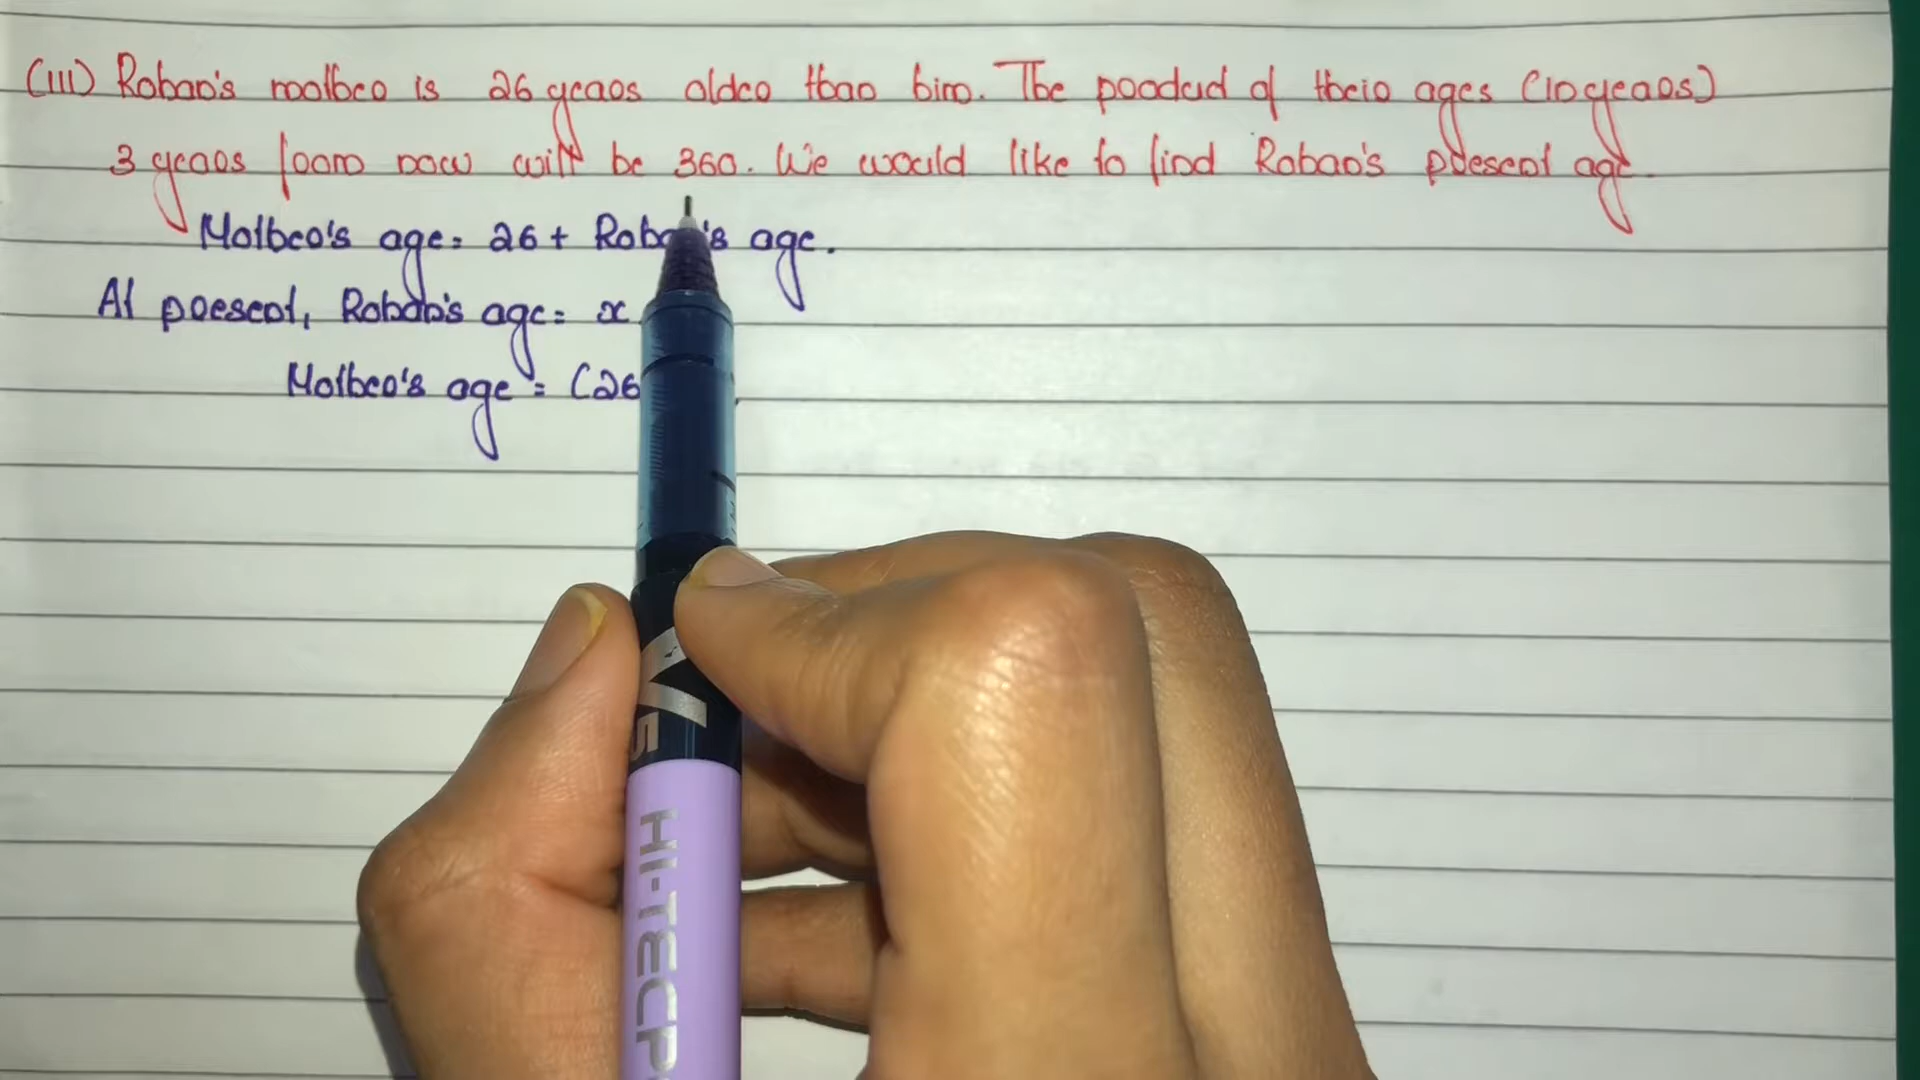 (III) Rohan's mother is 26 years older than him. The product of their ages (in years)
3 years from now will be 360. We would like to find Rohan's present age.
Mother's age = 26 + Rohan's age.
At present, Rohan's age = x
Mother's age = (26
V5
HI-TECP